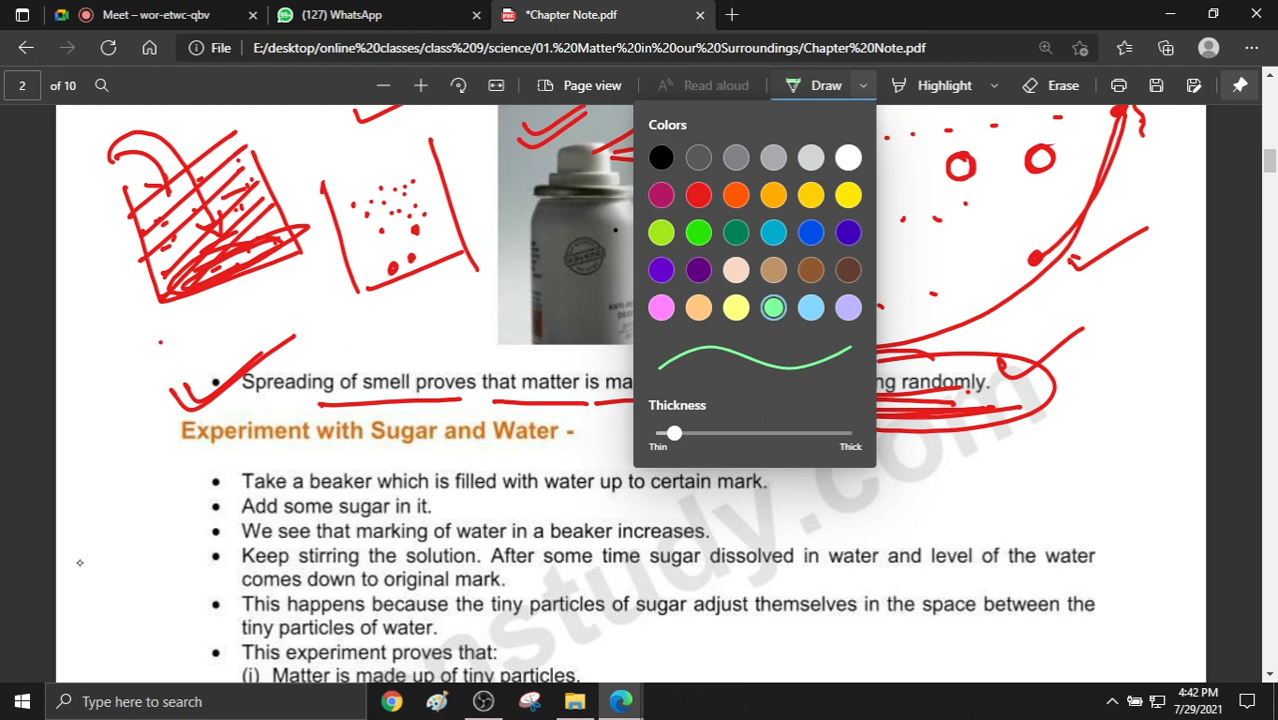 Meet – wor-etwc-qbv
(127) WhatsApp
*Chapter Note.pdf
File
E:/desktop/online%20classes/class%209/science/01.%20Matter%20in%20our%20Surroundings/Chapter%20Note.pdf
2 of 10
Page view
Read aloud
Draw
Highlight
Erase
Colors
Thickness
Thin
Thick
Spreading of smell proves that matter is ma
ng randomly.
Experiment with Sugar and Water -
Take a beaker which is filled with water up to certain mark.
Add some sugar in it.
We see that marking of water in a beaker increases.
Keep stirring the solution. After some time sugar dissolved in water and level of the water
comes down to original mark.
This happens because the tiny particles of sugar adjust themselves in the space between the
tiny particles of water.
This experiment proves that:
(i) Matter is made up of tiny particles.
study.com
Type here to search
4:42 PM
7/29/2021